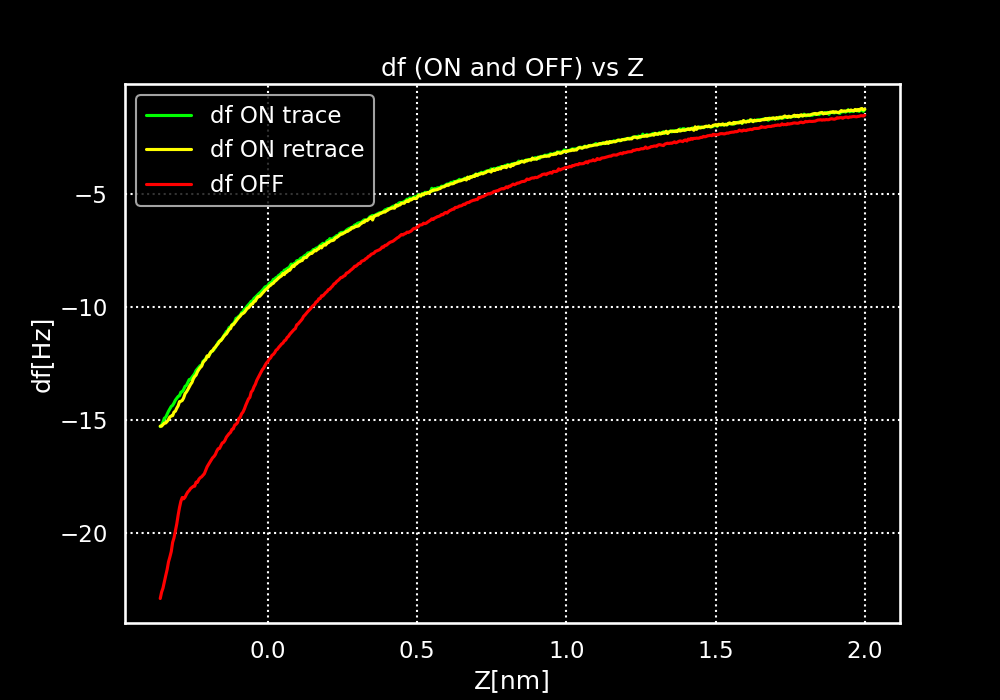 df (ON and OFF) vs Z
df ON trace
df ON retrace
df OFF
−5
−10
−15
−20
df[Hz]
0.0 0.5 1.0 1.5 2.0
Z[nm]